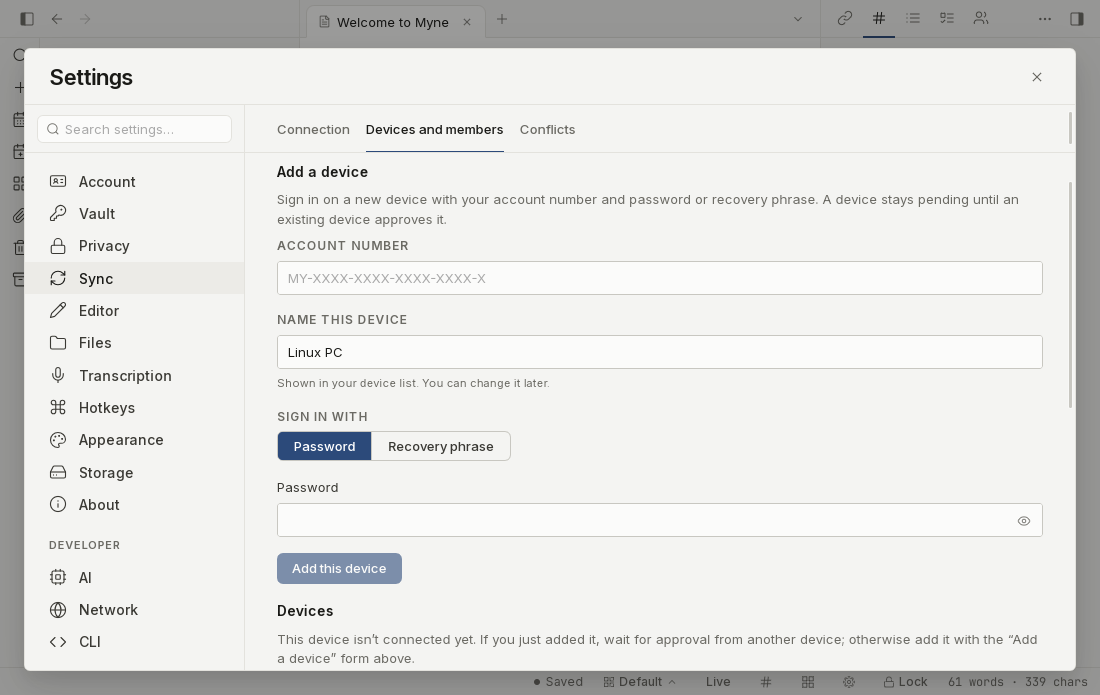 Welcome to Myne
Settings
Search settings...
Connection
Devices and members
Conflicts
Account
Vault
Privacy
Sync
Editor
Files
Transcription
Hotkeys
Appearance
Storage
About
DEVELOPER
AI
Network
CLI
Add a device
Sign in on a new device with your account number and password or recovery phrase. A device stays pending until an
existing device approves it.
ACCOUNT NUMBER
MY-XXXX-XXXX-XXXX-XXXX-X
NAME THIS DEVICE
Linux PC
Shown in your device list. You can change it later.
SIGN IN WITH
Password
Recovery phrase
Password
Add this device
Devices
This device isn’t connected yet. If you just added it, wait for approval from another device; otherwise add it with the “Add
a device” form above.
Saved
Default
Live
Lock
61 words · 339 chars